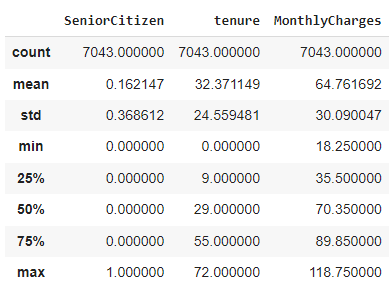 SeniorCitizen tenure MonthlyCharges
count 7043.000000 7043.000000 7043.000000
mean 0.162147 32.371149 64.761692
std 0.368612 24.559481 30.090047
min 0.000000 0.000000 18.250000
25% 0.000000 9.000000 35.500000
50% 0.000000 29.000000 70.350000
75% 0.000000 55.000000 89.850000
max 1.000000 72.000000 118.750000